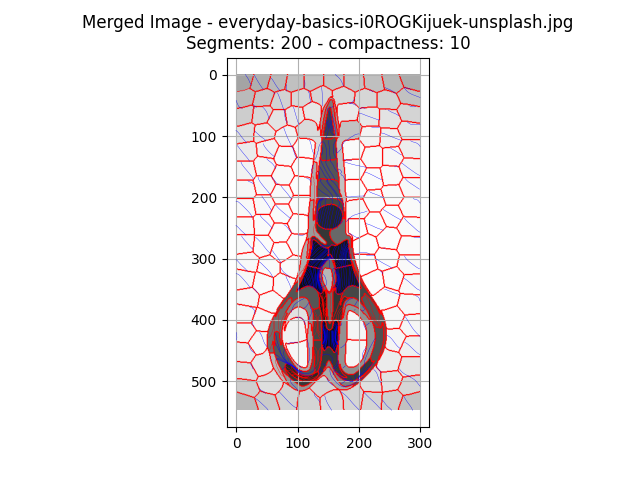 Merged Image - everyday-basics-i0ROGKijuek-unsplash.jpg
Segments: 200 - compactness: 10
0
100
200
300
400
500
0 100 200 300